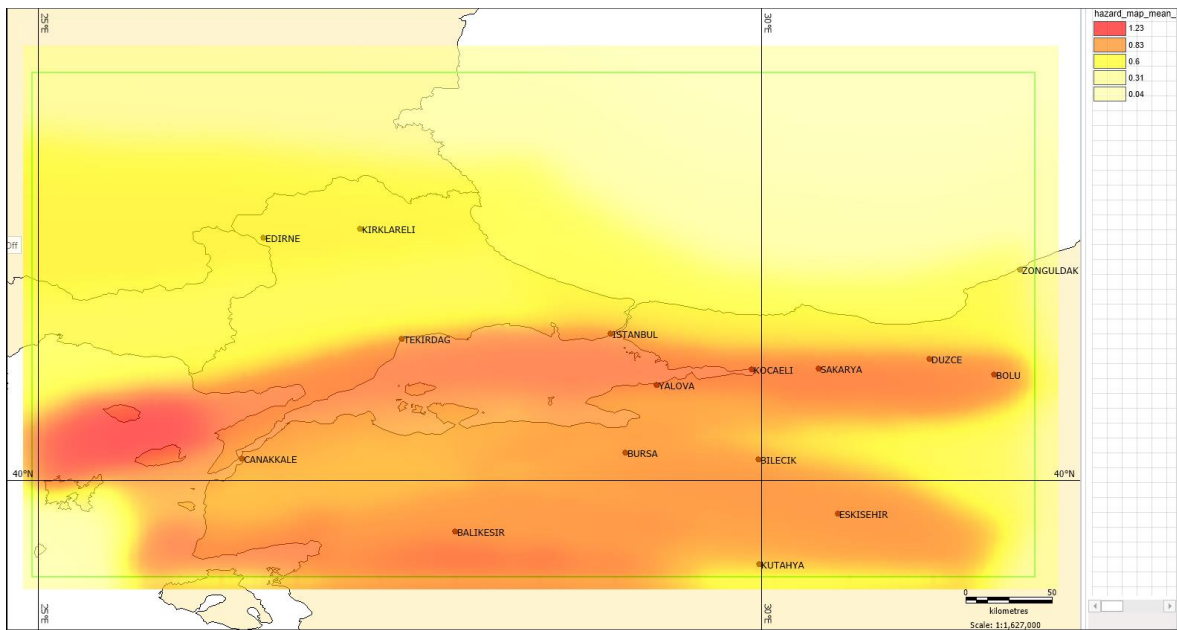 25°E
30°E
hazard_map_mean_
1.23
0.83
0.6
0.31
0.04
KIRKLARELI
EDIRNE
Off
ZONGULDAK
ISTANBUL
TEKIRDAG
DUZCE
KOCAELI
SAKARYA
BOLU
YALOVA
BURSA
CANAKKALE
BILECIK
40°N
40°N
ESKISEHIR
BALIKESIR
KUTAHYA
0
50
kilometres
25°E
30°E
Scale: 1:1,627,000